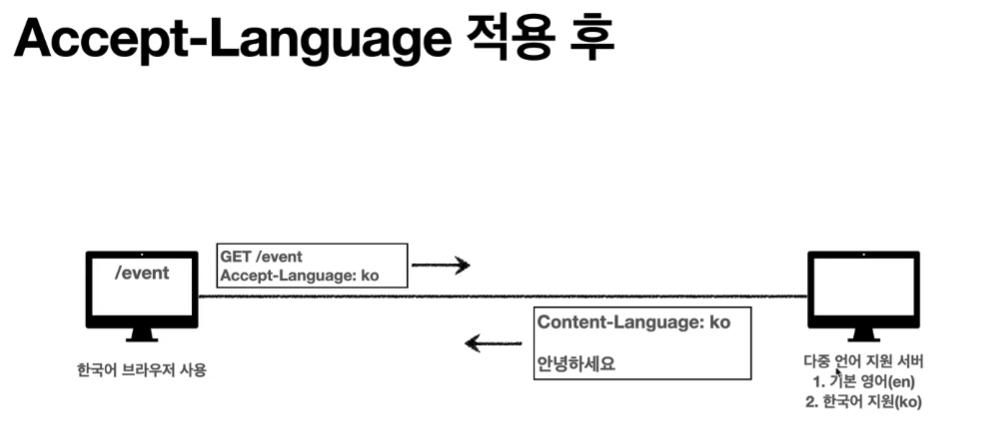 Accept-Language 적용 후
/event
GET /event
Accept-Language: ko
Content-Language: ko
안녕하세요
한국어 브라우저 사용
다중 언어 지원 서버
1. 기본 영어(en)
2. 한국어 지원(ko)